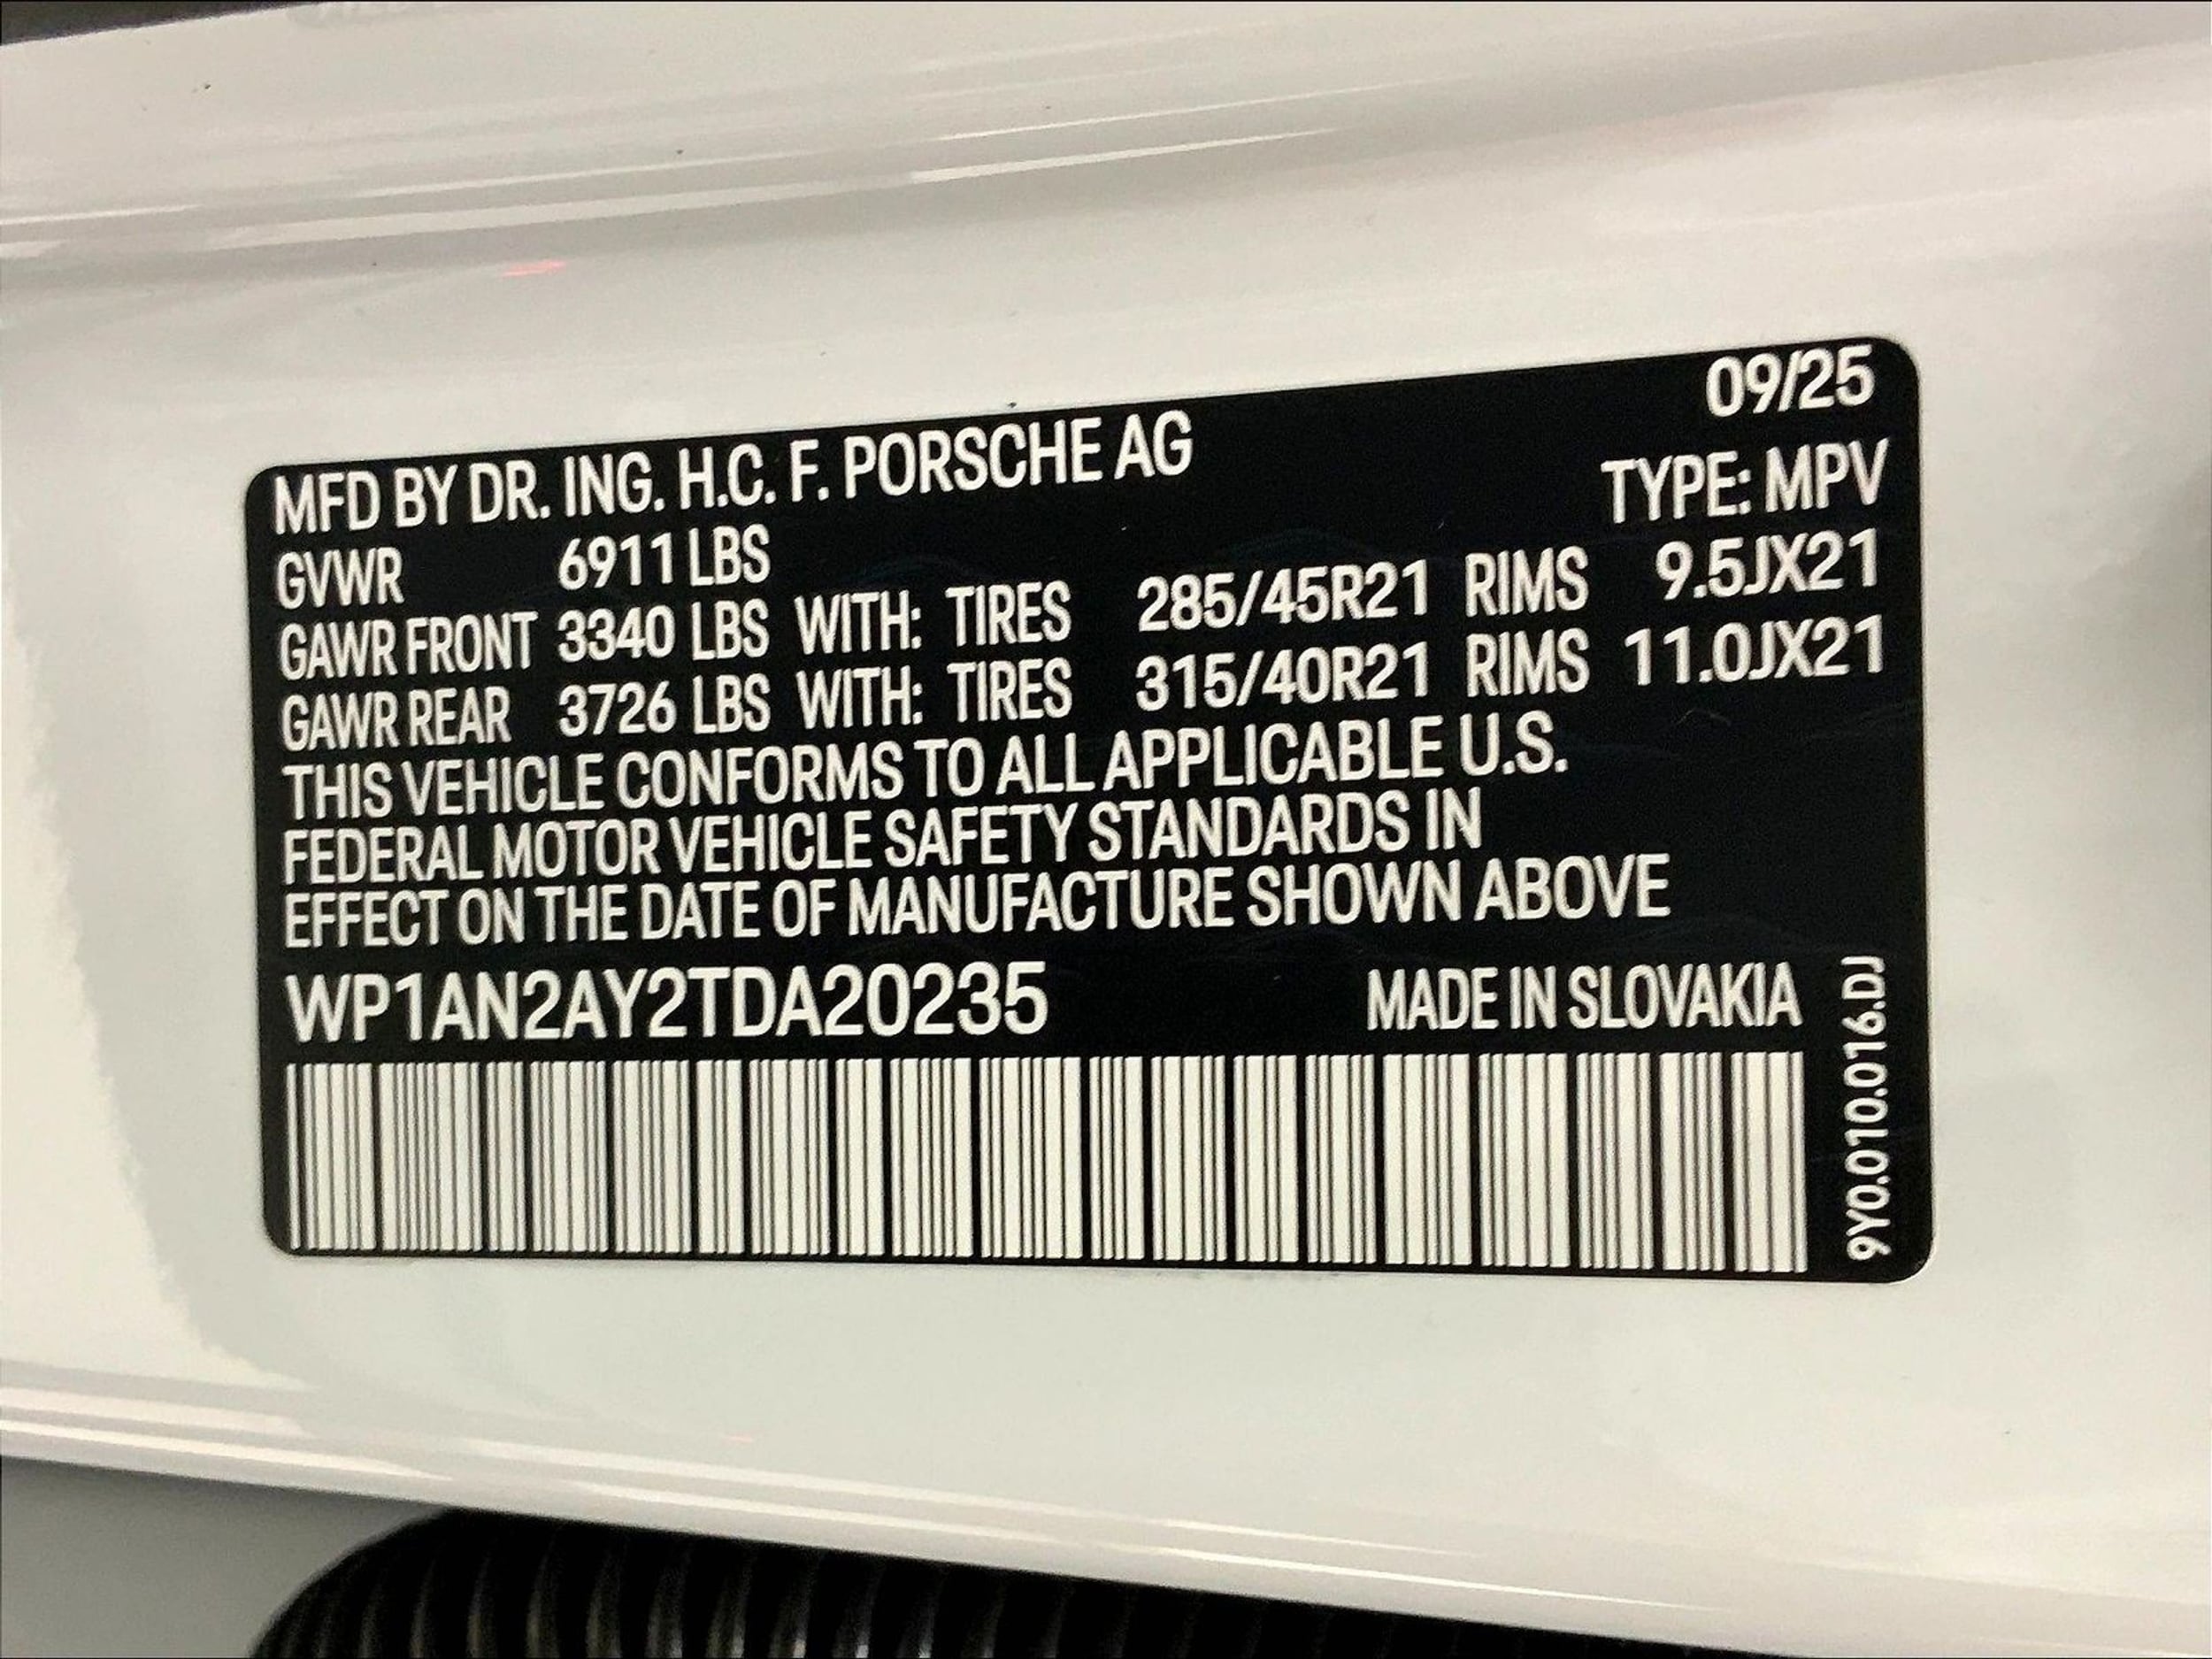 09/25
MFD BY DR. ING. H.C. F. PORSCHE AG
TYPE: MPV
GVWR 6911 LBS
GAWR FRONT 3340 LBS WITH: TIRES 285/45R21 RIMS 9.5JX21
GAWR REAR 3726 LBS WITH: TIRES 315/40R21 RIMS 11.0JX21
THIS VEHICLE CONFORMS TO ALL APPLICABLE U.S.
FEDERAL MOTOR VEHICLE SAFETY STANDARDS IN
EFFECT ON THE DATE OF MANUFACTURE SHOWN ABOVE
WP1AN2AY2TDA20235 MADE IN SLOVAKIA
9Y0.010.016.DJ